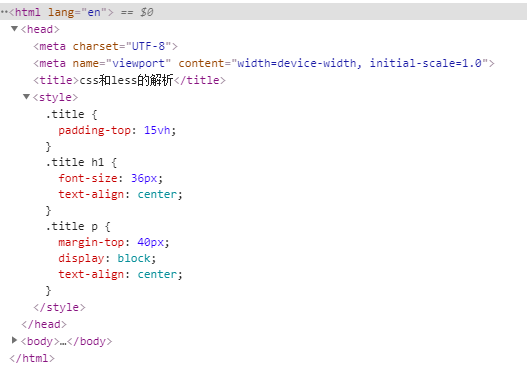 ··<html lang="en"> == $0
▼<head>
<meta charset="UTF-8">
<meta name="viewport" content="width=device-width, initial-scale=1.0">
<title>css和less的解析</title>
▼<style>
.title {
padding-top: 15vh;
}
.title h1 {
font-size: 36px;
text-align: center;
}
.title p {
margin-top: 40px;
display: block;
text-align: center;
}
</style>
</head>
▶<body>…</body>
</html>